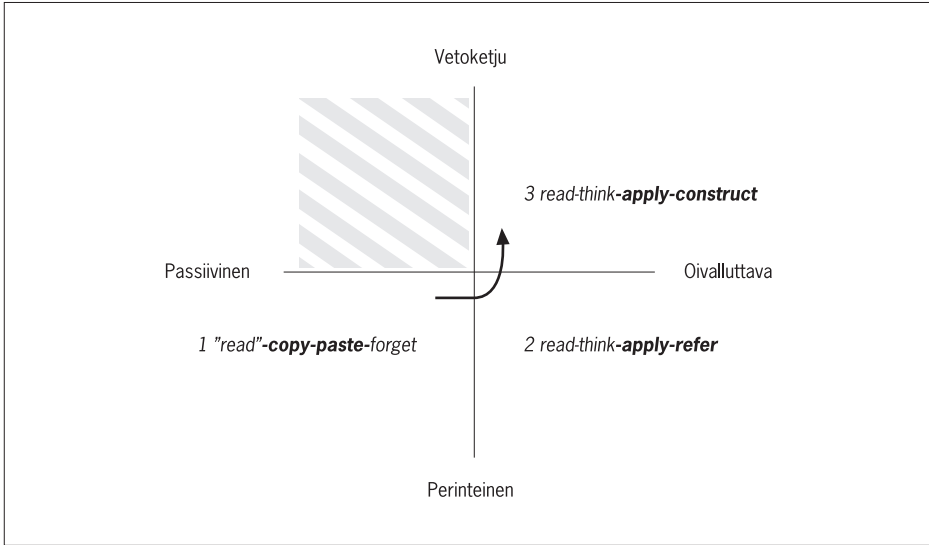 Vetoketju
3 read-think-apply-construct
Passiivinen
Oivalluttava
1 ”read”-copy-paste-forget
2 read-think-apply-refer
Perinteinen